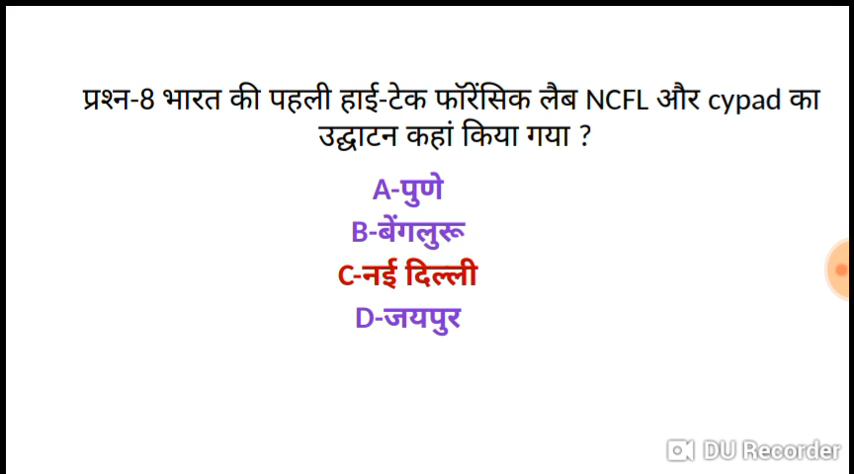 प्रश्न-8 भारत की पहली हाई-टेक फॉरेंसिक लैब NCFL और cypad का
उद्घाटन कहां किया गया ?
A-पुणे
B-बेंगलुरू
C-नई दिल्ली
D-जयपुर
DU Recorder